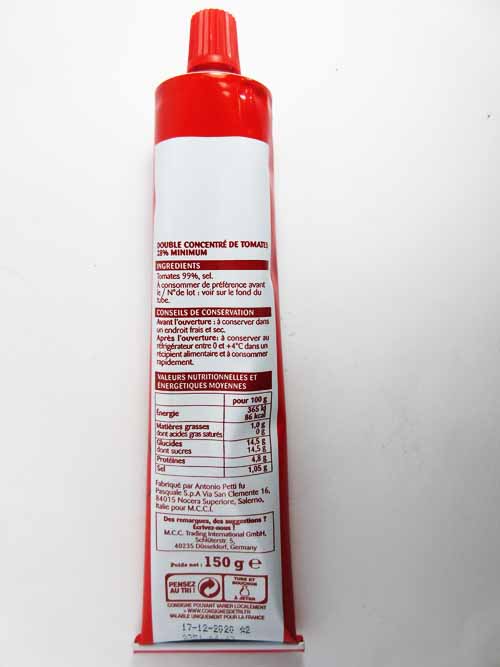 DOUBLE CONCENTRÉ DE TOMATES
28% MINIMUM
INGREDIENTS
Tomates 99%, sel.
A consommer de préférence avant
le / N°de lot : voir sur le fond du
tube.
CONSEILS DE CONSERVATION
Avant l'ouverture : à conserver dans
un endroit frais et sec.
Après l'ouverture: à conserver au
réfrigérateur entre 0 et +4°C dans un
récipient alimentaire et à consommer
rapidement.
VALEURS NUTRITIONNELLES ET
ÉNERGETIQUES MOYENNES
pour 100 g
Énergie 365 kJ
86 kcal
Matières grasses 1,0 g
dont acides gras saturés 0 g
Glucides 14,5 g
dont sucres 14,5 g
Protéines 4,8 g
Sel 1,05 g
Fabriqué par Antonio Petti fu
Pasquale S.p.A Via San Clemente 16,
84015 Nocera Superiore, Salerno,
Italie pour M.C.C.I.
Des remarques, des suggestions ?
Écrivez-nous !
M.C.C. Trading International GmbH,
Schlüterstr. 5,
40235 Düsseldorf, Germany
Poids net : 150 g e
PENSEZ
AU TRI !
TUBE ET
BOUCHON
À JETER
CONSIGNE POUVANT VARIER LOCALEMENT
> WWW.CONSIGNESDETRI.FR
VALABLE UNIQUEMENT POUR LA FRANCE
17-12-2020